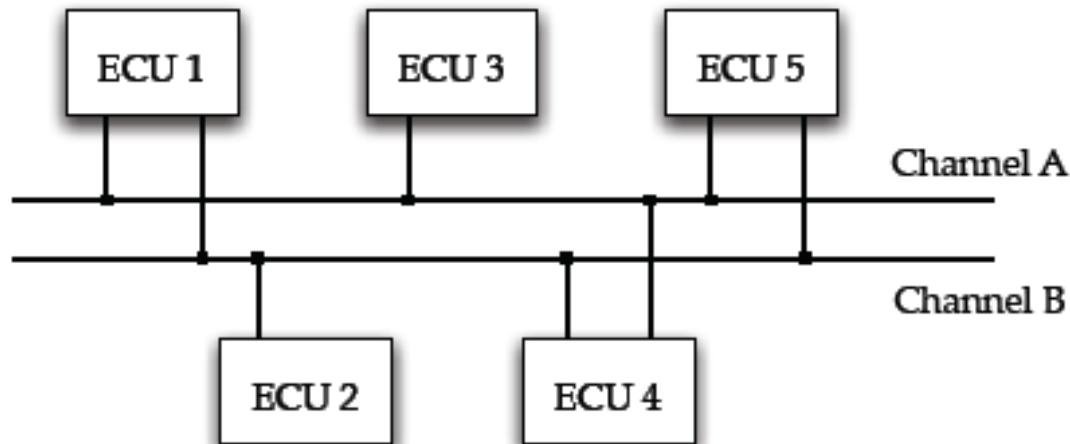 ECU 1
ECU 3
ECU 5
Channel A
Channel B
ECU 2
ECU 4